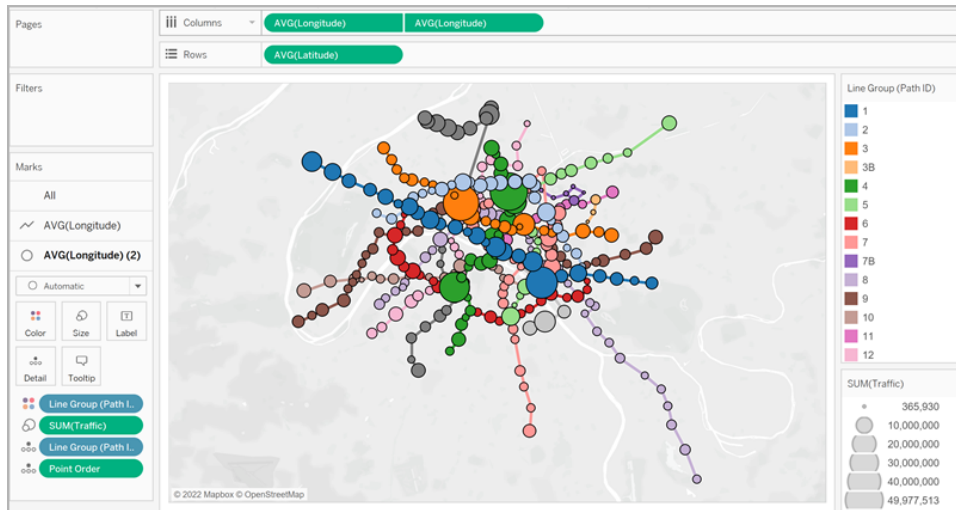 Pages
Columns
AVG(Longitude)
AVG(Longitude)
Rows
AVG(Latitude)
Filters
Marks
All
AVG(Longitude)
AVG(Longitude) (2)
Automatic
Color
Size
Label
Detail
Tooltip
Line Group (Path I..
SUM(Traffic)
Line Group (Path I..
Point Order
© 2022 Mapbox © OpenStreetMap
Line Group (Path ID)
1
2
3
3B
4
5
6
7
7B
8
9
10
11
12
SUM(Traffic)
365,930
10,000,000
20,000,000
30,000,000
40,000,000
49,977,513